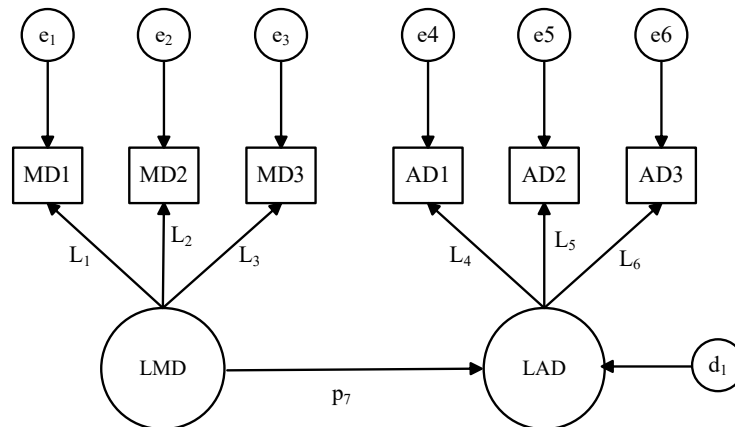 e₁ e₂ e₃ e4 e5 e6
MD1 MD2 MD3 AD1 AD2 AD3
L₁ L₂ L₃ L₄ L₅ L₆
LMD LAD d₁
p₇